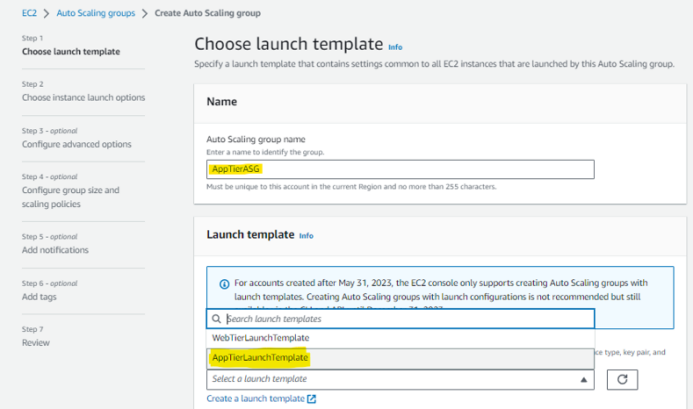 EC2 > Auto Scaling groups > Create Auto Scaling group
Step 1
Choose launch template
Step 2
Choose instance launch options
Step 3 - optional
Configure advanced options
Step 4 - optional
Configure group size and
scaling policies
Step 5 - optional
Add notifications
Step 6 - optional
Add tags
Step 7
Review
Choose launch template Info
Specify a launch template that contains settings common to all EC2 instances that are launched by this Auto Scaling group.
Name
Auto Scaling group name
Enter a name to identify the group.
AppTierASG
Must be unique to this account in the current Region and no more than 255 characters.
Launch template Info
For accounts created after May 31, 2023, the EC2 console only supports creating Auto Scaling groups with
launch templates. Creating Auto Scaling groups with launch configurations is not recommended but still
Search launch templates
WebTierLaunchTemplate
AppTierLaunchTemplate
ce type, key pair, and
Select a launch template
Create a launch template